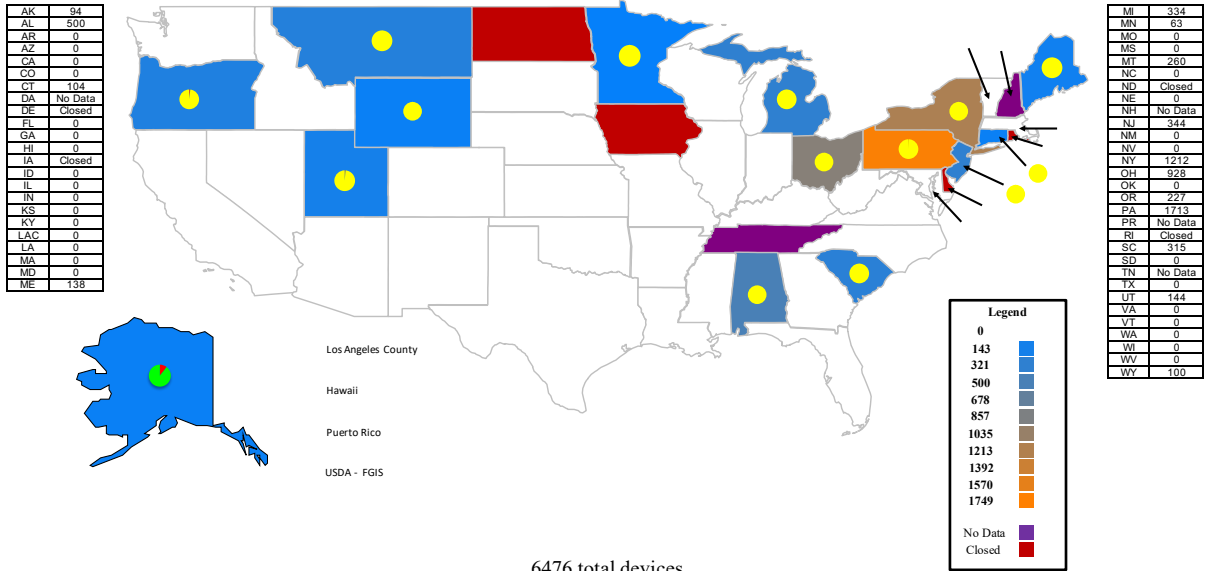 AK 94
AL 500
AR 0
AZ 0
CA 0
CO 0
CT 104
DA No Data
DE Closed
FL 0
GA 0
HI 0
IA Closed
ID 0
IL 0
IN 0
KS 0
KY 0
LAC 0
LA 0
MA 0
MD 0
ME 138
MI 334
MN 63
MO 0
MS 0
MT 260
NC 0
ND Closed
NE 0
NH No Data
NJ 344
NM 0
NV 0
NY 1212
OH 928
OK 0
OR 227
PA 1713
PR No Data
RI Closed
SC 315
SD 0
TN No Data
TX 0
UT 144
VA 0
VT 0
WA 0
WI 0
WV 0
WY 100
Los Angeles County
Hawaii
Puerto Rico
USDA - FGIS
Legend
0
143
321
500
678
857
1035
1213
1392
1570
1749
No Data
Closed
6476 total devices